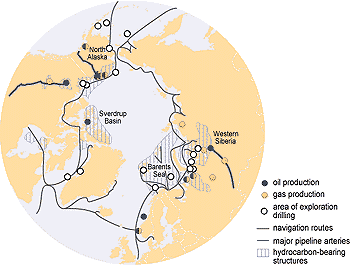 North
Alaska
Sverdrup
Basin
Western
Siberia
Barents
Sea
oil production
gas production
area of exploration
drilling
navigation routes
major pipeline arteries
hydrocarbon-bearing
structures